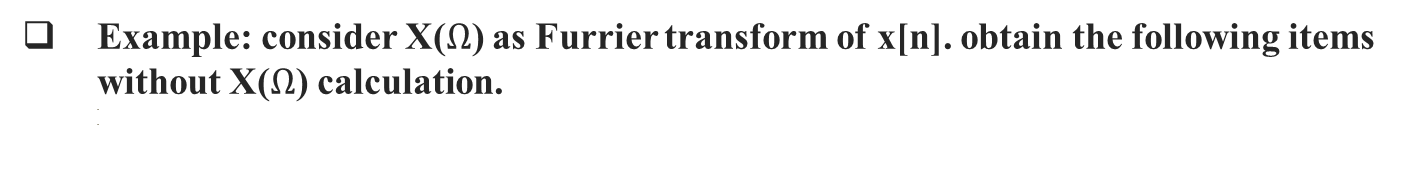 ❑ Example: consider X(Ω) as Furrier transform of x[n]. obtain the following items
without X(Ω) calculation.